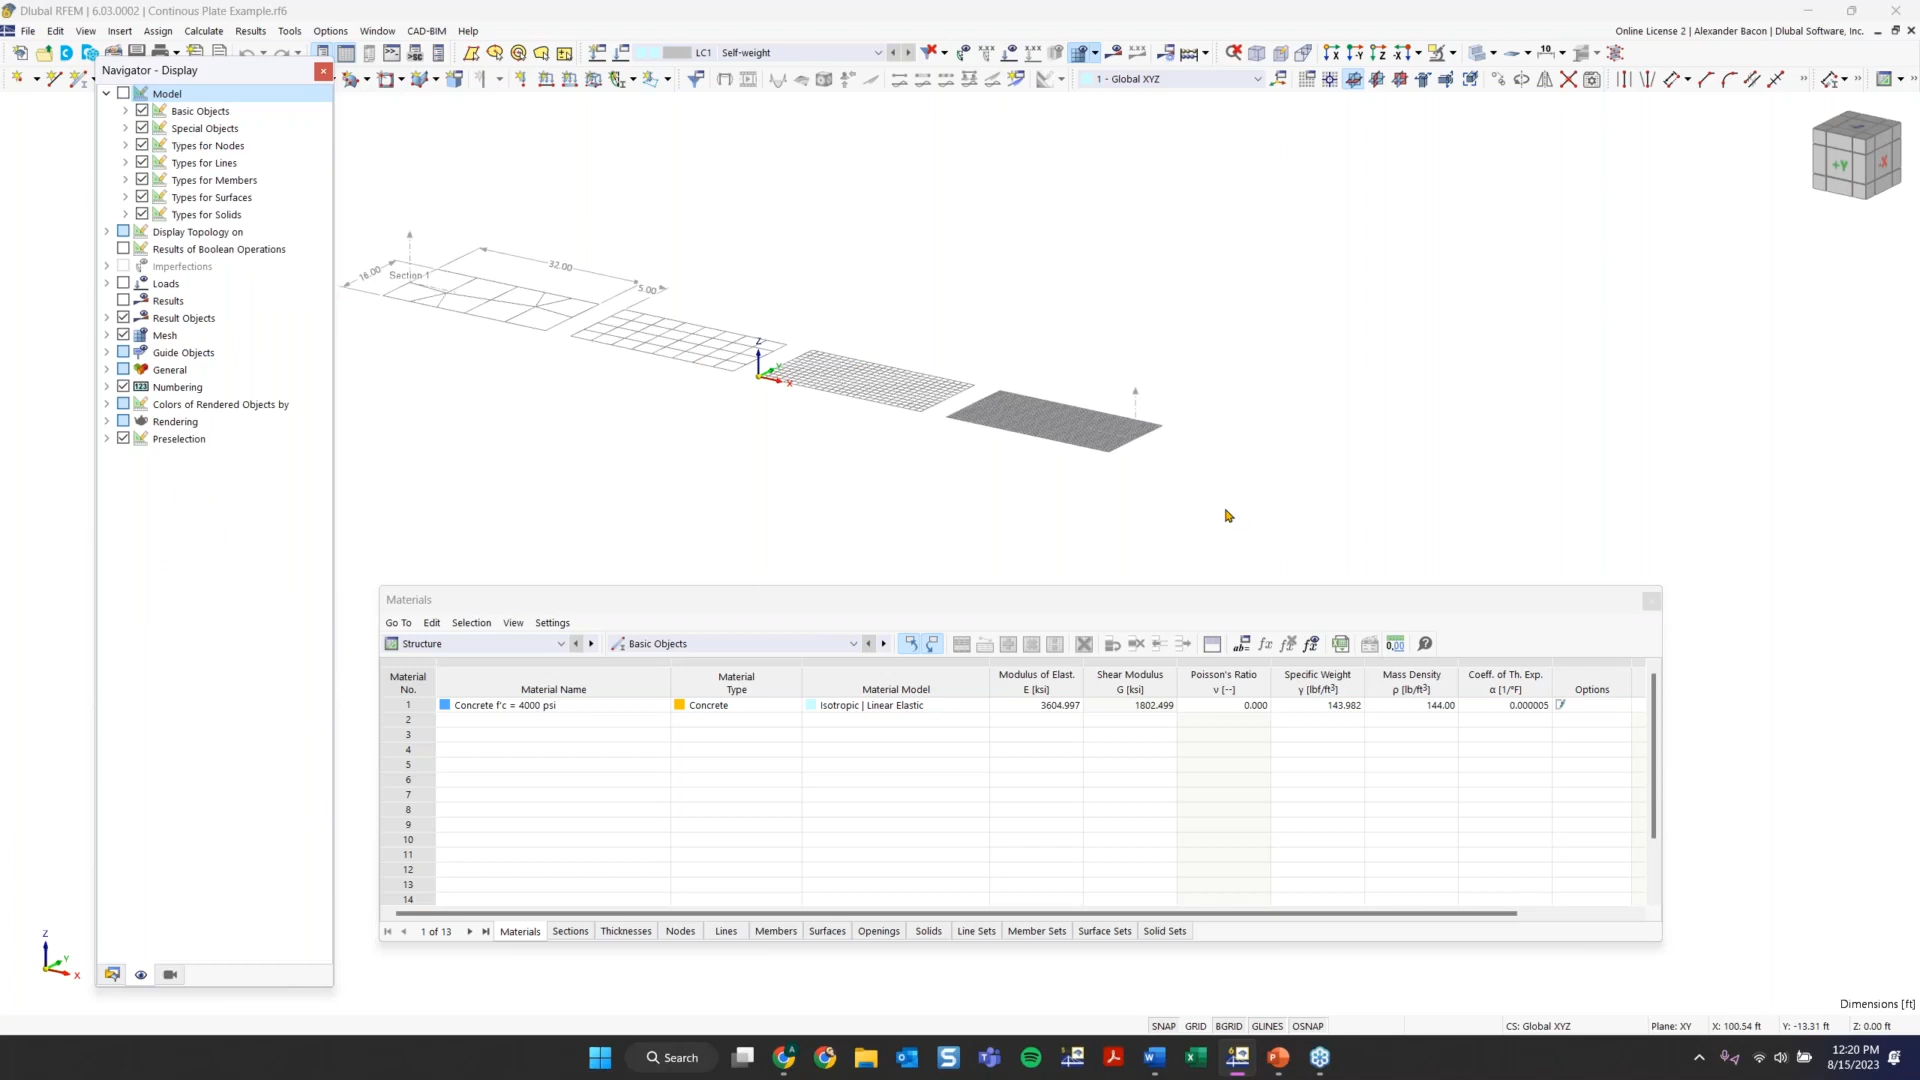 Dlubal RFEM | 6.03.0002 | Continous Plate Example.rf6
File Edit View Insert Assign Calculate Results Tools Options Window CAD-BIM Help
Online License 2 | Alexander Bacon | Dlubal Software, Inc.
LC1 Self-weight
1 - Global XYZ
Navigator - Display
Model
Basic Objects
Special Objects
Types for Nodes
Types for Lines
Types for Members
Types for Surfaces
Types for Solids
Display Topology on
Results of Boolean Operations
Imperfections
Loads
Results
Result Objects
Mesh
Guide Objects
General
Numbering
Colors of Rendered Objects by
Rendering
Preselection
16.00
Section 1
32.00
5.00
Z
X
+Y
-X
Materials
Go To Edit Selection View Settings
Structure
Basic Objects
Material No.
Material Name
Material Type
Material Model
Modulus of Elast. E [ksi]
Shear Modulus G [ksi]
Poisson's Ratio ν [--]
Specific Weight γ [lbf/ft³]
Mass Density ρ [lb/ft³]
Coeff. of Th. Exp. α [1/°F]
Options
1 Concrete f'c = 4000 psi Concrete Isotropic | Linear Elastic 3604.997 1802.499 0.000 143.982 144.00 0.000005
2
3
4
5
6
7
8
9
10
11
12
13
14
1 of 13 Materials Sections Thicknesses Nodes Lines Members Surfaces Openings Solids Line Sets Member Sets Surface Sets Solid Sets
Z
Y
X
Dimensions [ft]
SNAP GRID BGRID GLINES OSNAP
CS: Global XYZ
Plane: XY
X: 100.54 ft
Y: -13.31 ft
Z: 0.00 ft
Search
12:20 PM
8/15/2023